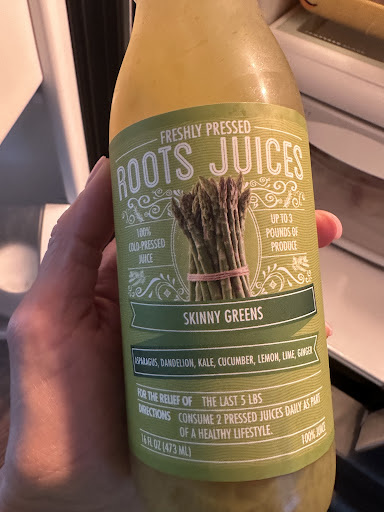 FRESHLY PRESSED
ROOTS JUICES
100%
COLD-PRESSED
JUICE
UP TO 3
POUNDS OF
PRODUCE
SKINNY GREENS
ASPARAGUS, DANDELION, KALE, CUCUMBER, LEMON, LIME, GINGER
FOR THE RELIEF OF THE LAST 5 LBS
DIRECTIONS CONSUME 2 PRESSED JUICES DAILY AS PART
OF A HEALTHY LIFESTYLE.
16 FL OZ (473 ML)
100% JUICE